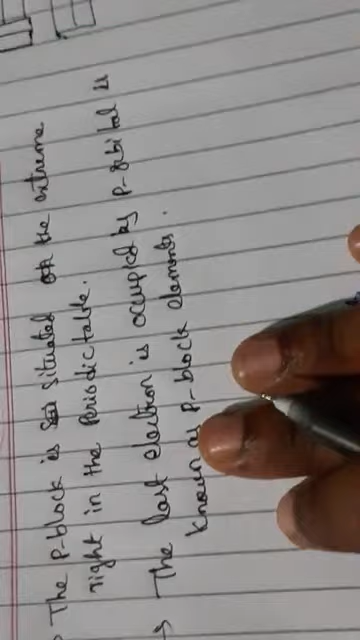 The P-block is situated on the extreme
right in the Periodic table.
→ The last electron is occupied by P-orbital is
known as P-block elements.